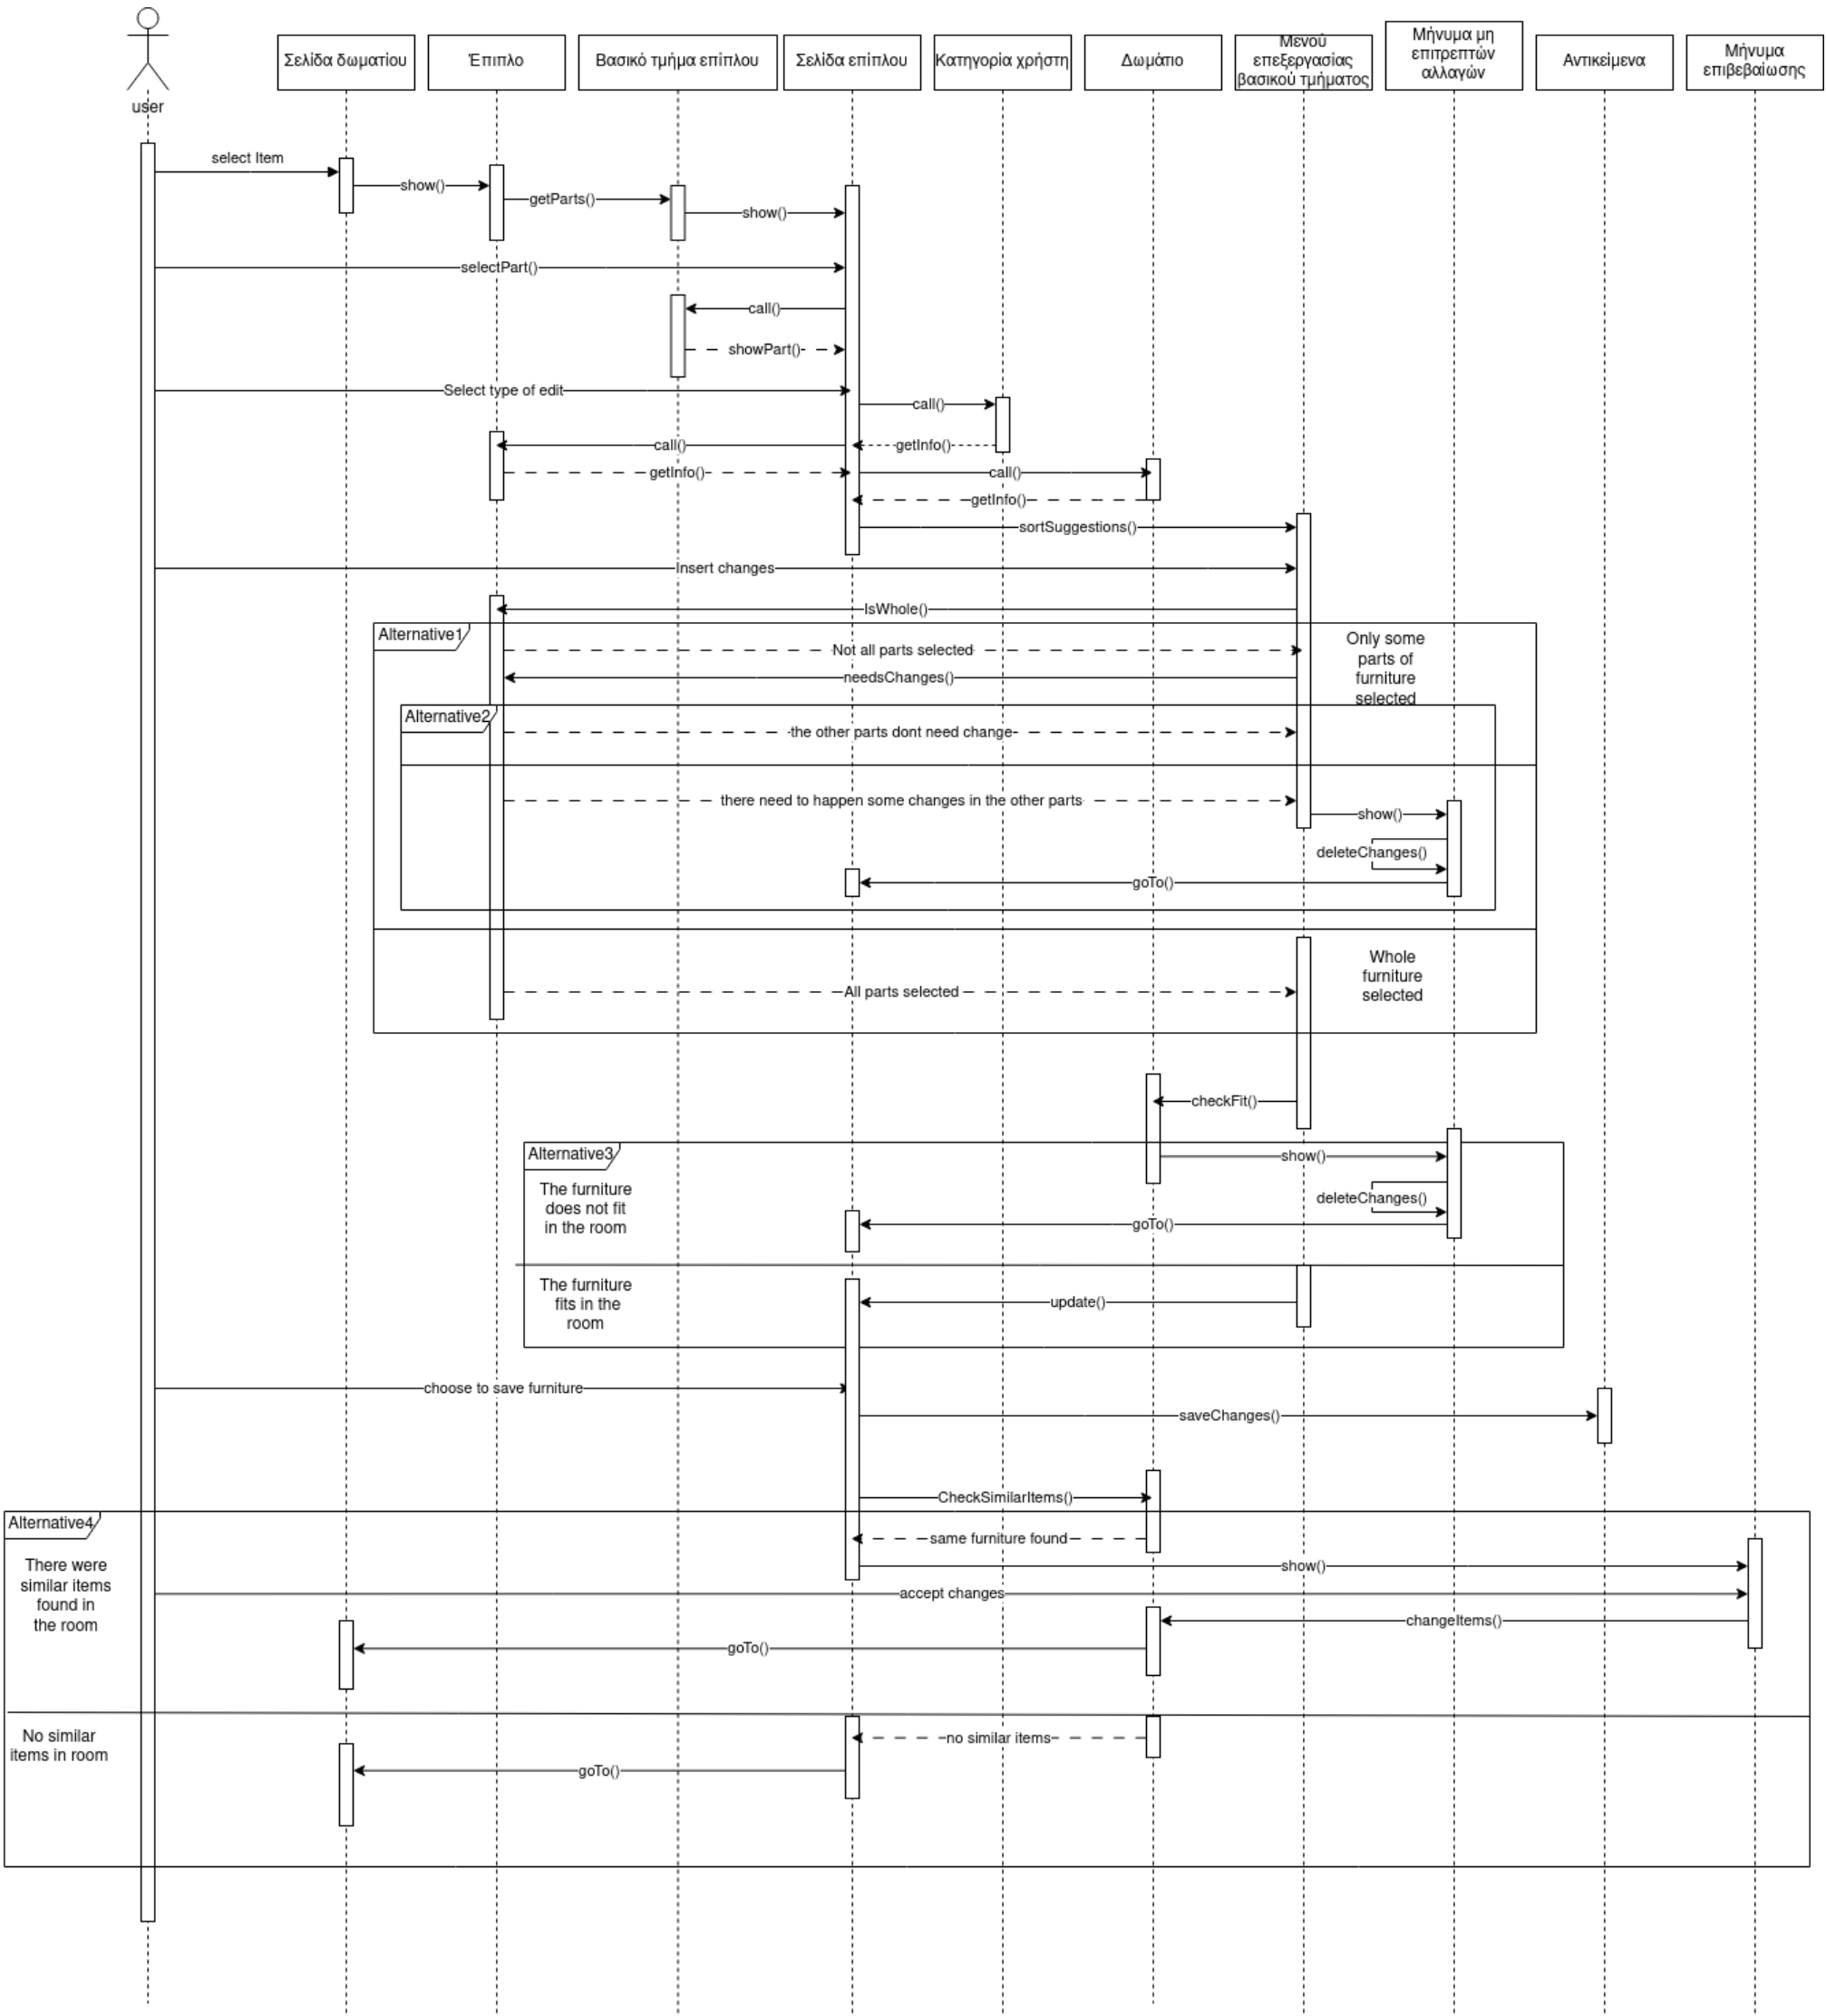 user
Σελίδα δωματίου
Έπιπλο
Βασικό τμήμα επίπλου
Σελίδα επίπλου
Κατηγορία χρήστη
Δωμάτιο
Μενού
επεξεργασίας
βασικού τμήματος
Μήνυμα μη
επιτρεπτών
αλλαγών
Αντικείμενα
Μήνυμα
επιβεβαίωσης
select Item
show()
getParts()
show()
selectPart()
call()
showPart()
Select type of edit
call()
call()
getInfo()
getInfo()
call()
getInfo()
sortSuggestions()
Insert changes
IsWhole()
Alternative1
Only some
parts of
furniture
selected
Not all parts selected
needsChanges()
Alternative2
the other parts dont need change
there need to happen some changes in the other parts
show()
deleteChanges()
goTo()
Whole
furniture
selected
All parts selected
checkFit()
Alternative3
show()
The furniture
does not fit
in the room
deleteChanges()
goTo()
The furniture
fits in the
room
update()
choose to save furniture
saveChanges()
CheckSimilarItems()
Alternative4
same furniture found
There were
similar items
found in
the room
show()
accept changes
changeItems()
goTo()
No similar
items in room
no similar items
goTo()